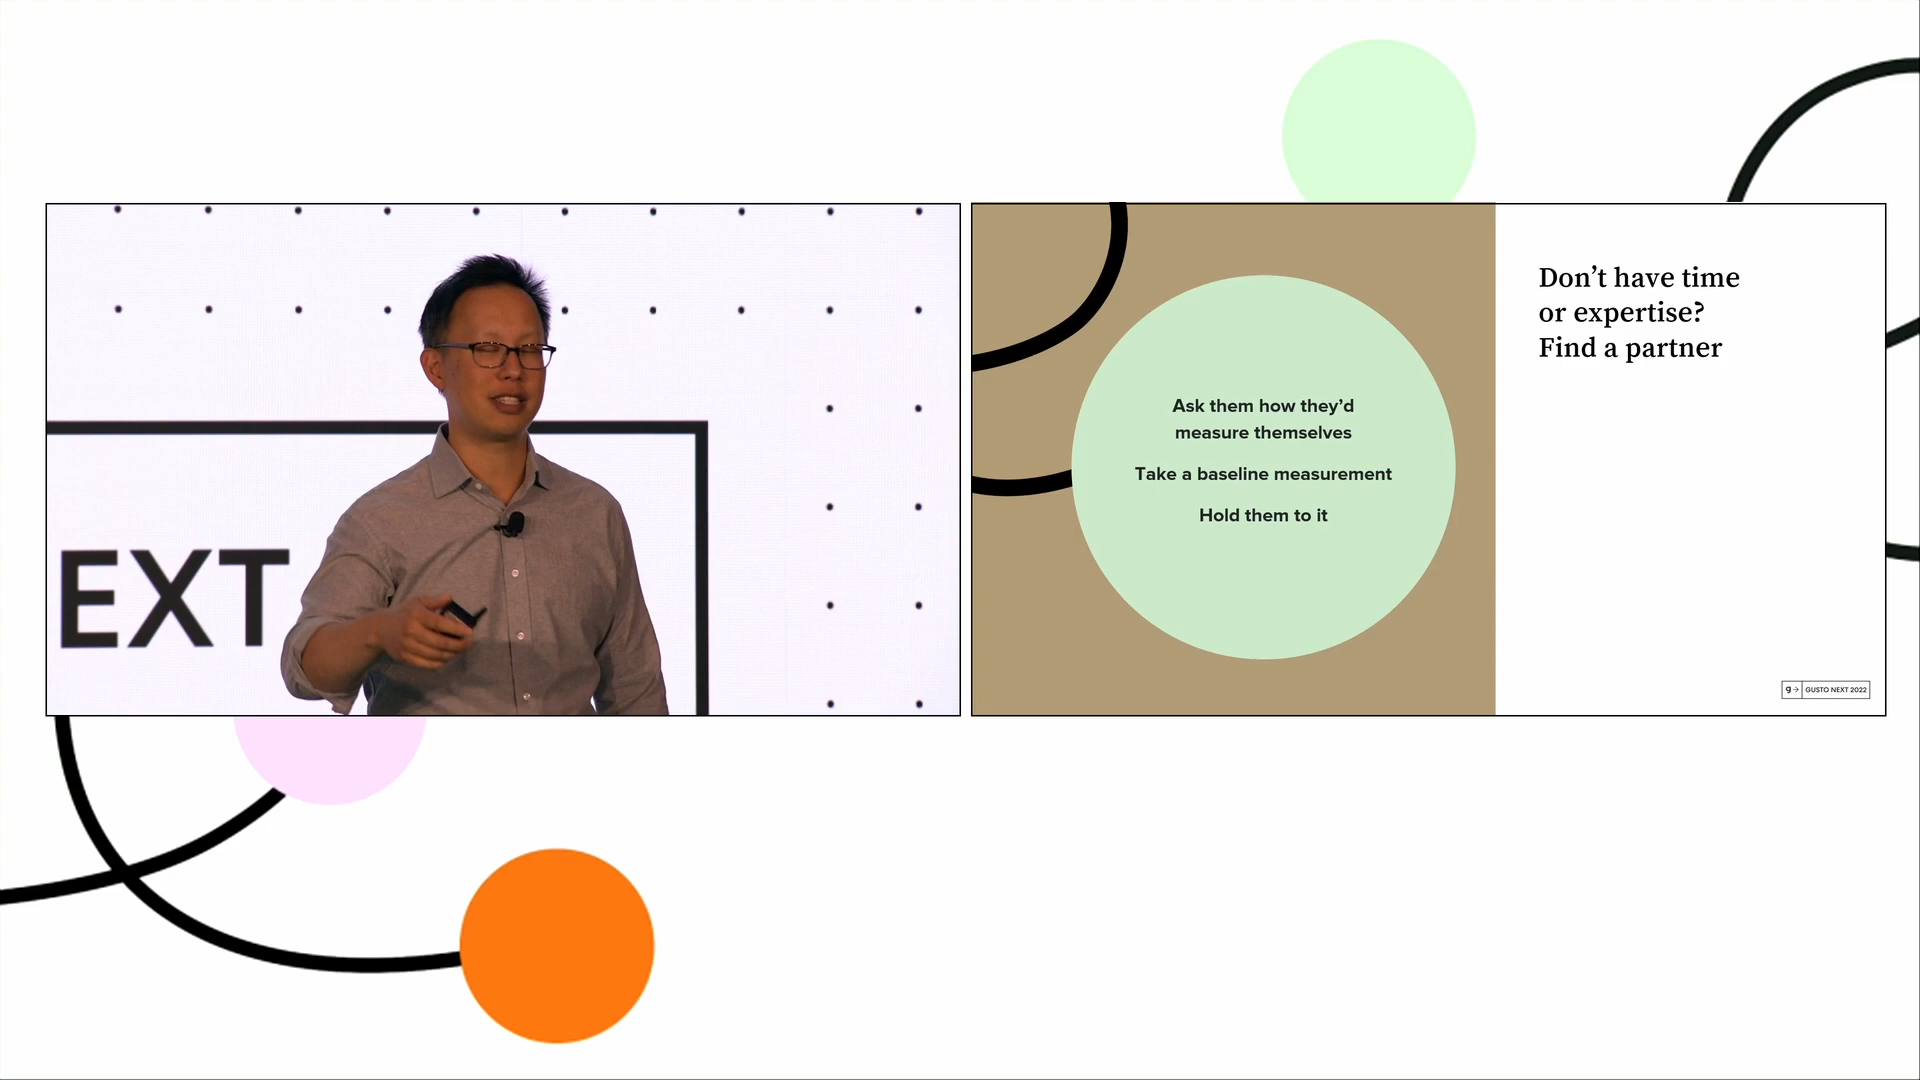 EXT
Don’t have time
or expertise?
Find a partner
Ask them how they’d
measure themselves
Take a baseline measurement
Hold them to it
g→ GUSTO NEXT 2022